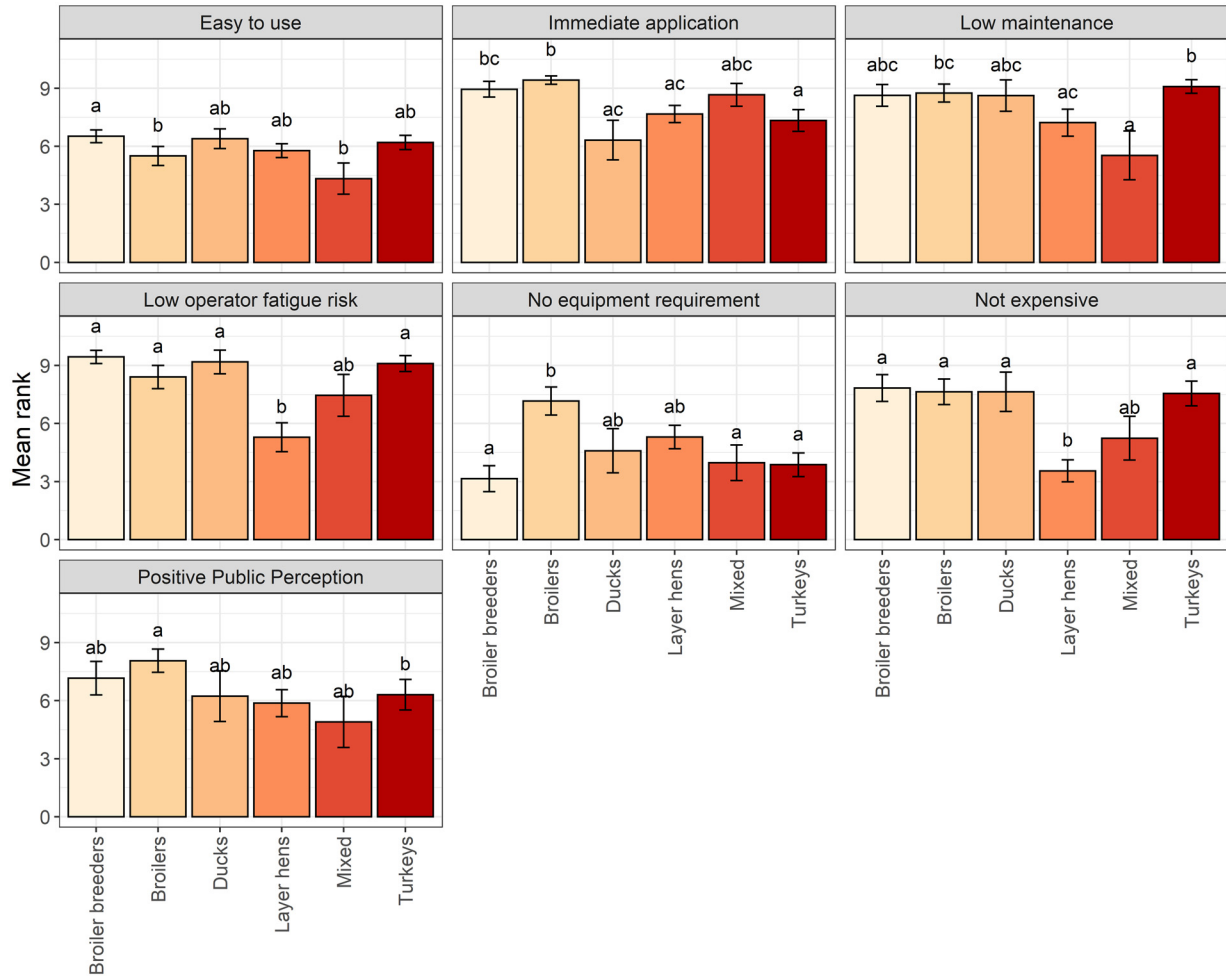 Easy to use
Immediate application
Low maintenance
9
6
3
0
a
b
ab
ab
b
ab
bc
b
ac
ac
abc
a
abc
bc
abc
ac
a
b
Low operator fatigue risk
No equipment requirement
Not expensive
Mean rank
9
6
3
0
a
a
a
b
ab
a
a
b
ab
ab
a
a
a
a
a
b
ab
a
Positive Public Perception
9
6
3
0
ab
a
ab
ab
ab
b
Broiler breeders
Broilers
Ducks
Layer hens
Mixed
Turkeys
Broiler breeders
Broilers
Ducks
Layer hens
Mixed
Turkeys
Broiler breeders
Broilers
Ducks
Layer hens
Mixed
Turkeys